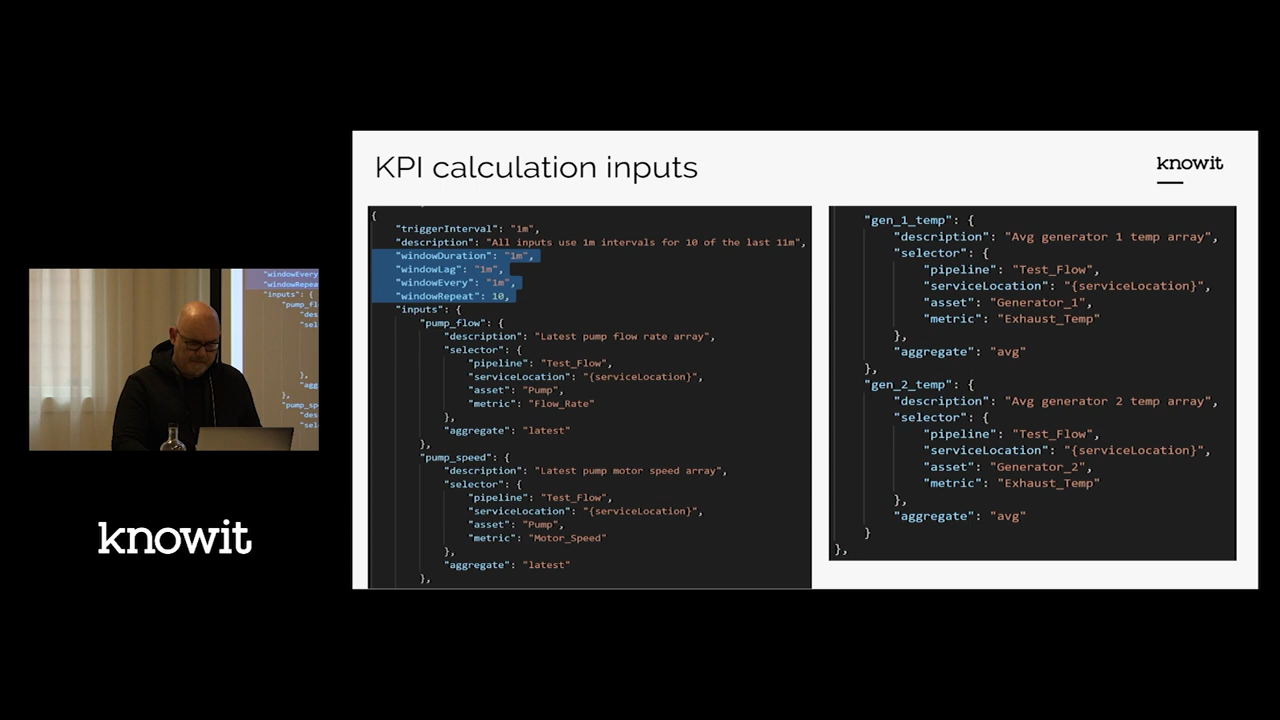 KPI calculation inputs
knowit
{
"triggerInterval": "1m",
"description": "All inputs use 1m intervals for 10 of the last 11m",
"windowDuration": "1m",
"windowLag": "1m",
"windowEvery": "1m",
"windowRepeat": 10,
"inputs": {
"pump_flow": {
"description": "Latest pump flow rate array",
"selector": {
"pipeline": "Test_Flow",
"serviceLocation": "{serviceLocation}",
"asset": "Pump",
"metric": "Flow_Rate"
},
"aggregate": "latest"
},
"pump_speed": {
"description": "Latest pump motor speed array",
"selector": {
"pipeline": "Test_Flow",
"serviceLocation": "{serviceLocation}",
"asset": "Pump",
"metric": "Motor_Speed"
},
"aggregate": "latest"
},
"gen_1_temp": {
"description": "Avg generator 1 temp array",
"selector": {
"pipeline": "Test_Flow",
"serviceLocation": "{serviceLocation}",
"asset": "Generator_1",
"metric": "Exhaust_Temp"
},
"aggregate": "avg"
},
"gen_2_temp": {
"description": "Avg generator 2 temp array",
"selector": {
"pipeline": "Test_Flow",
"serviceLocation": "{serviceLocation}",
"asset": "Generator_2",
"metric": "Exhaust_Temp"
},
"aggregate": "avg"
}
},
"windowEvery"
"inputs": {
knowit